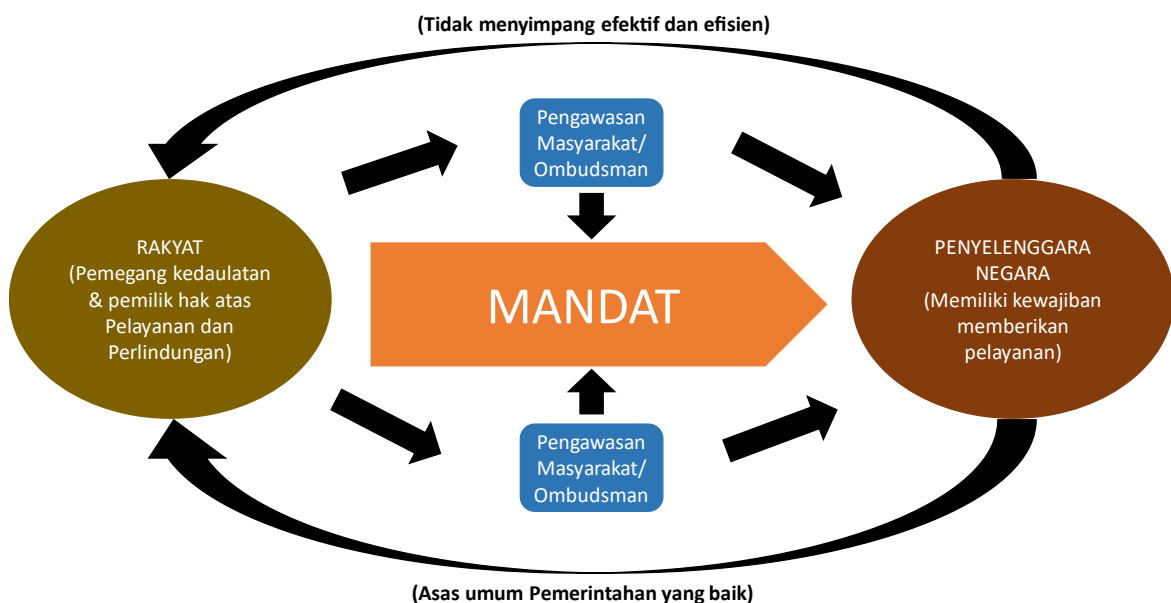 (Tidak menyimpang efektif dan efisien)
Pengawasan
Masyarakat/
Ombudsman
RAKYAT
(Pemegang kedaulatan
& pemilik hak atas
Pelayanan dan
Perlindungan)
MANDAT
PENYELENGGARA
NEGARA
(Memiliki kewajiban
memberikan
pelayanan)
Pengawasan
Masyarakat/
Ombudsman
(Asas umum Pemerintahan yang baik)